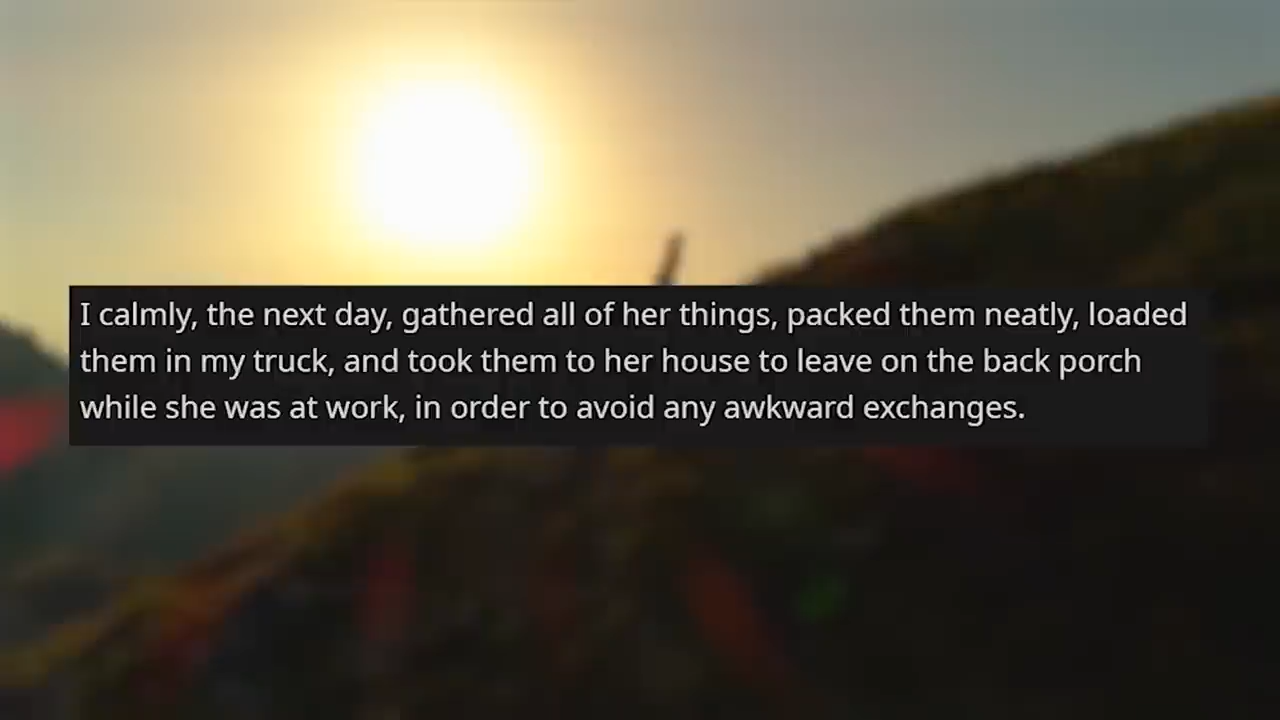 I calmly, the next day, gathered all of her things, packed them neatly, loaded
them in my truck, and took them to her house to leave on the back porch
while she was at work, in order to avoid any awkward exchanges.